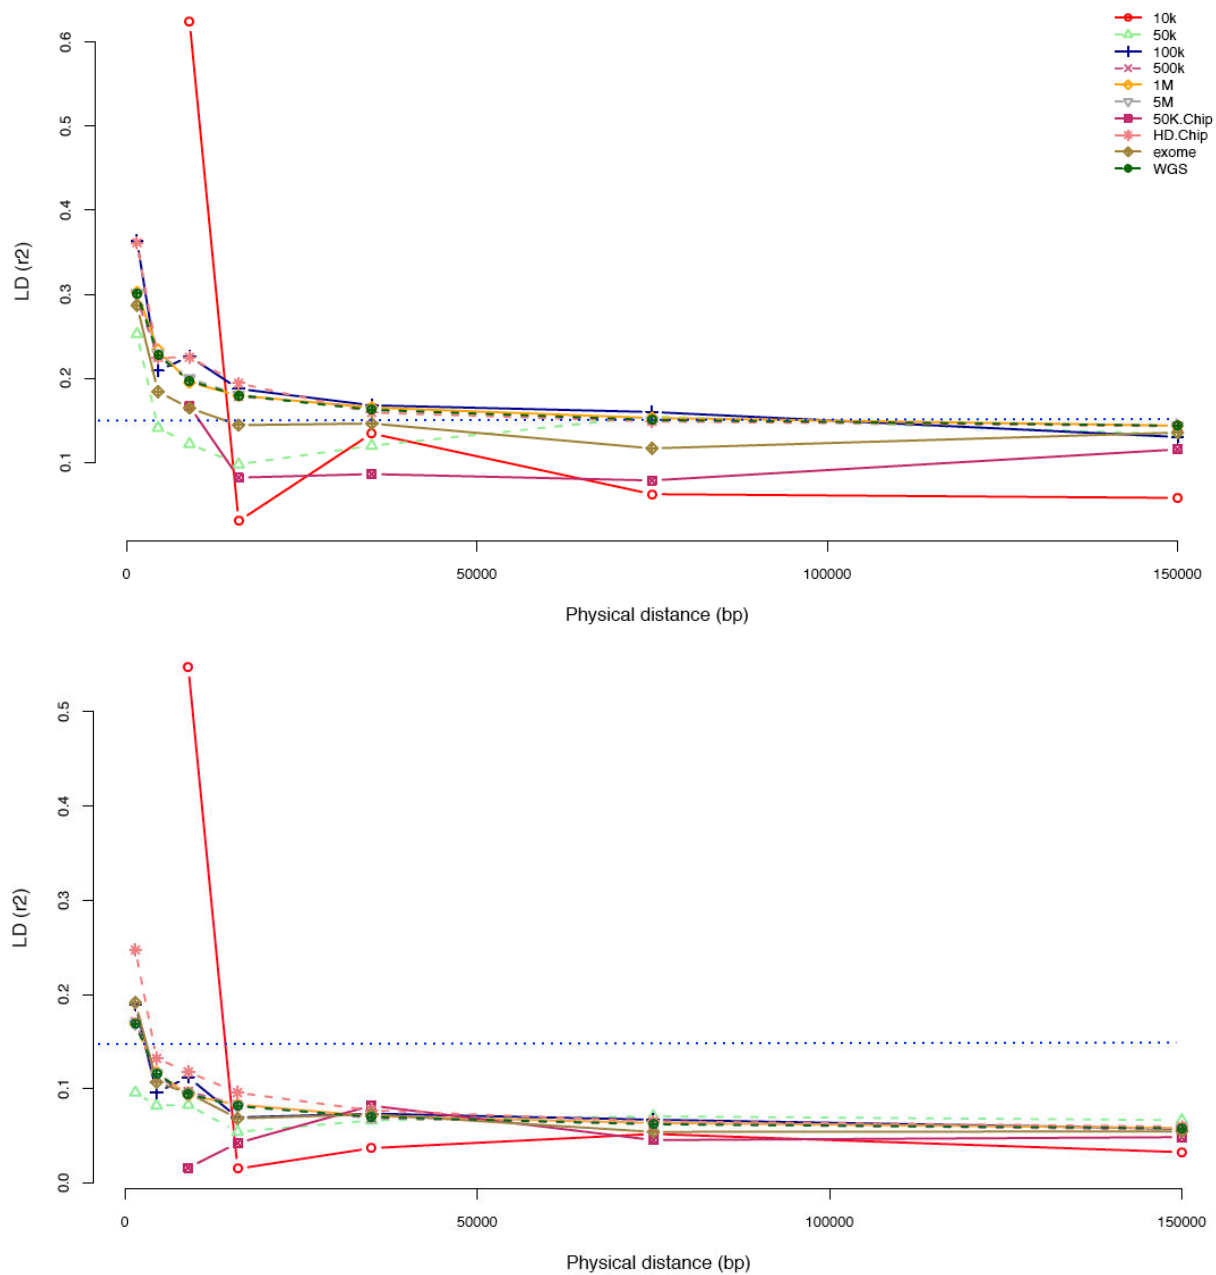 10k
50k
100k
500k
1M
5M
50K.Chip
HD.Chip
exome
WGS
LD (r2)
0.6
0.5
0.4
0.3
0.2
0.1
0 50000 100000 150000
Physical distance (bp)
LD (r2)
0.5
0.4
0.3
0.2
0.1
0.0
0 50000 100000 150000
Physical distance (bp)